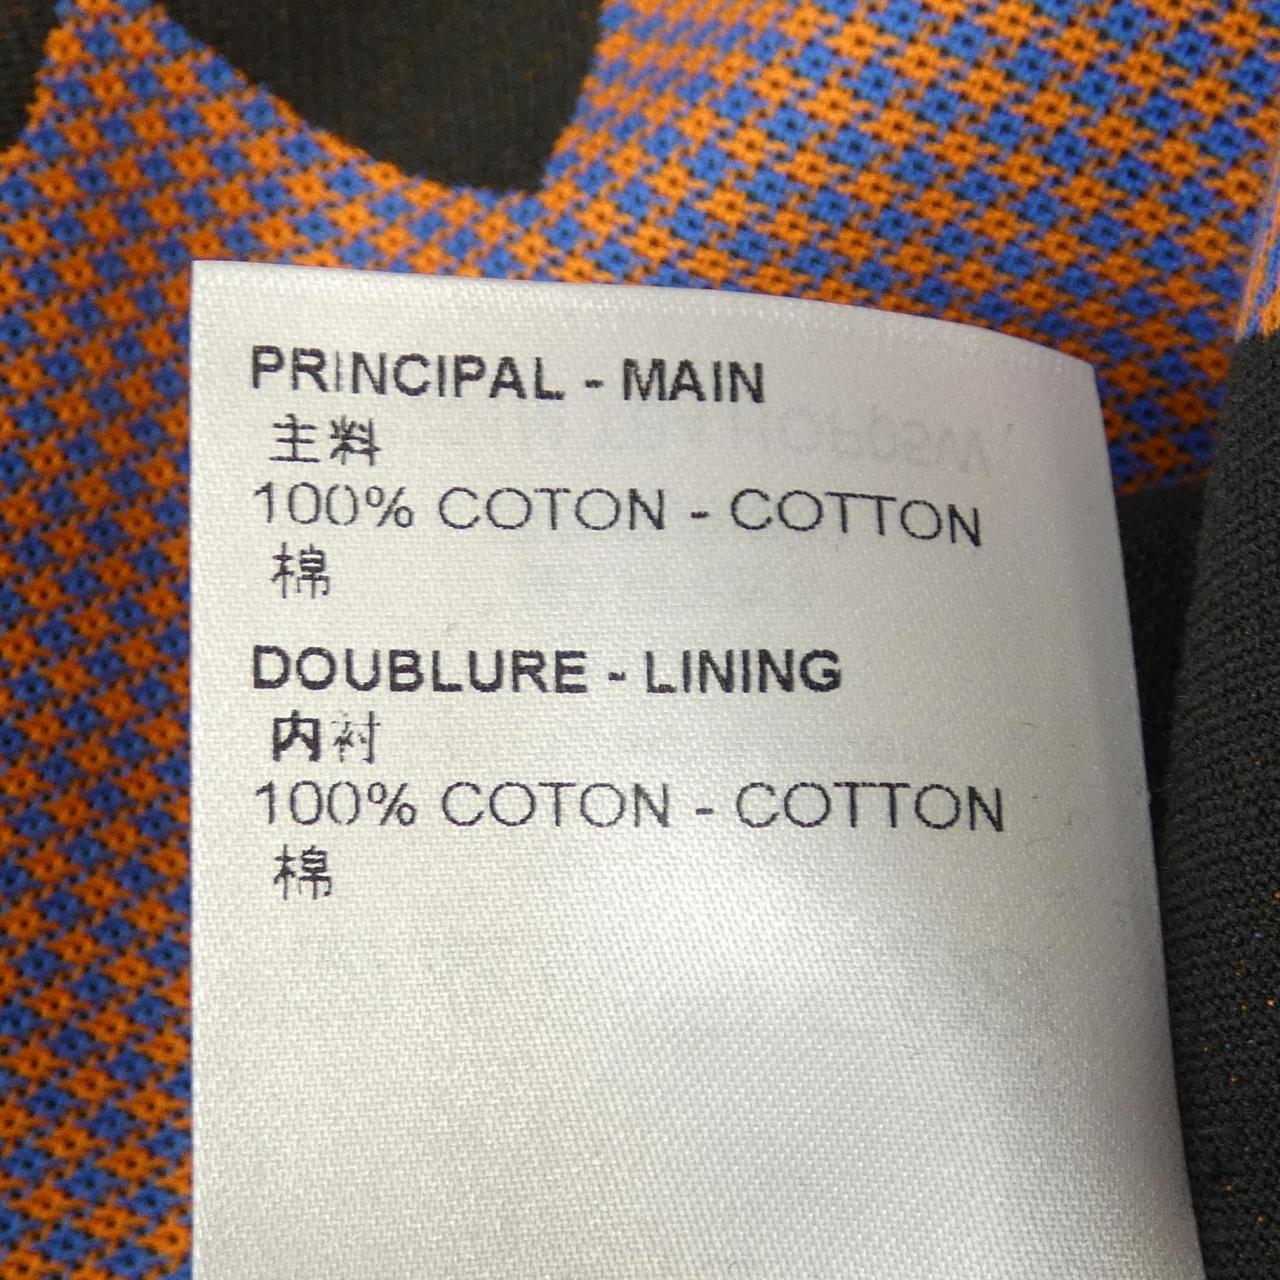 PRINCIPAL - MAIN
主料
100% COTON - COTTON
棉
DOUBLURE - LINING
内衬
100% COTON - COTTON
棉